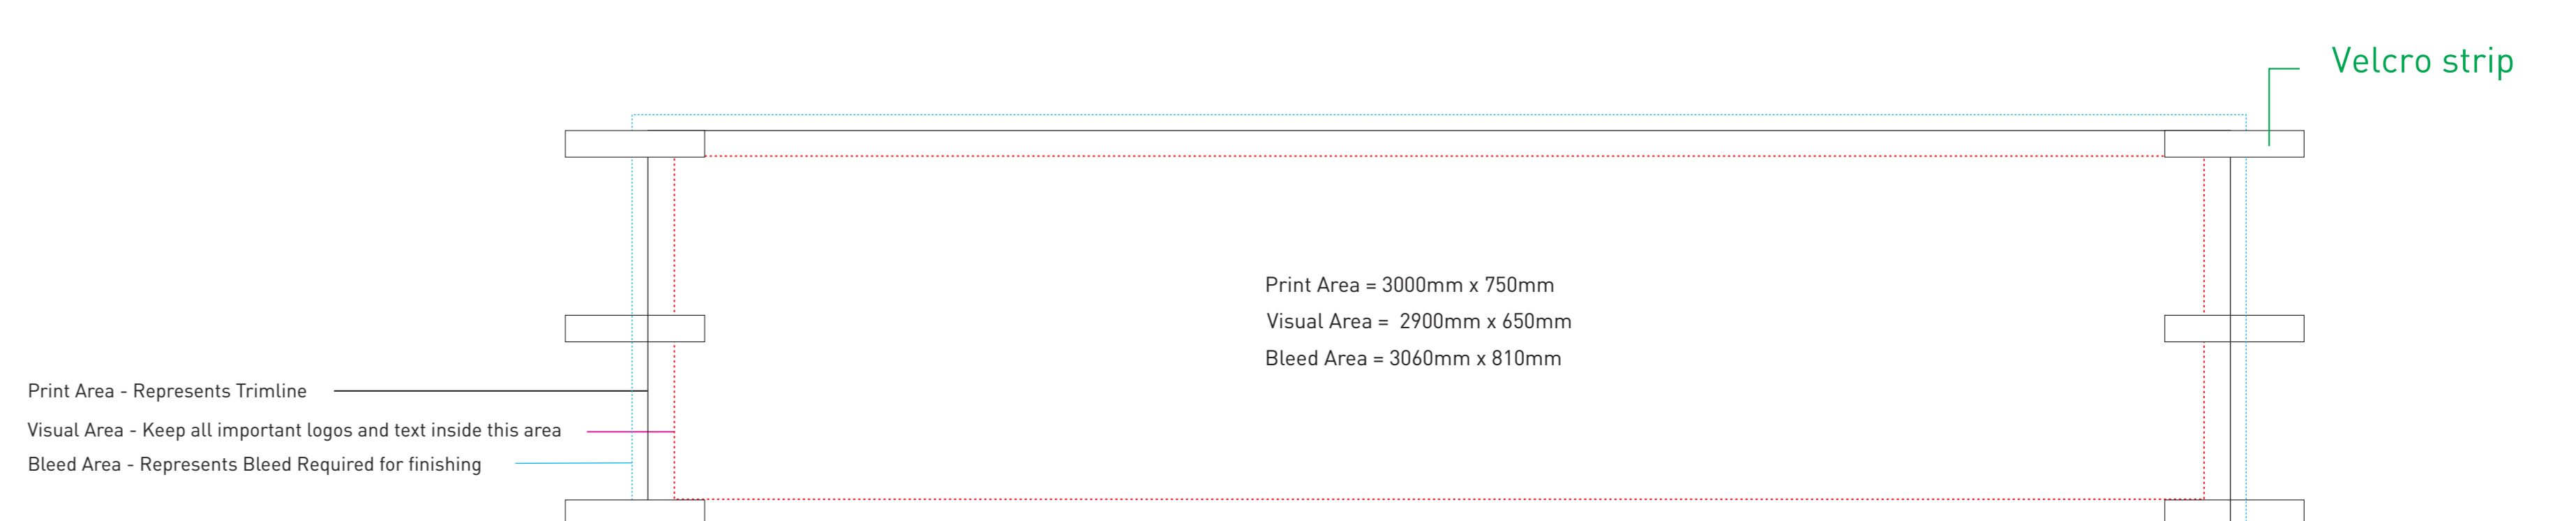 Velcro strip
Print Area = 3000mm x 750mm
Visual Area = 2900mm x 650mm
Bleed Area = 3060mm x 810mm
Print Area - Represents Trimline
Visual Area - Keep all important logos and text inside this area
Bleed Area - Represents Bleed Required for finishing